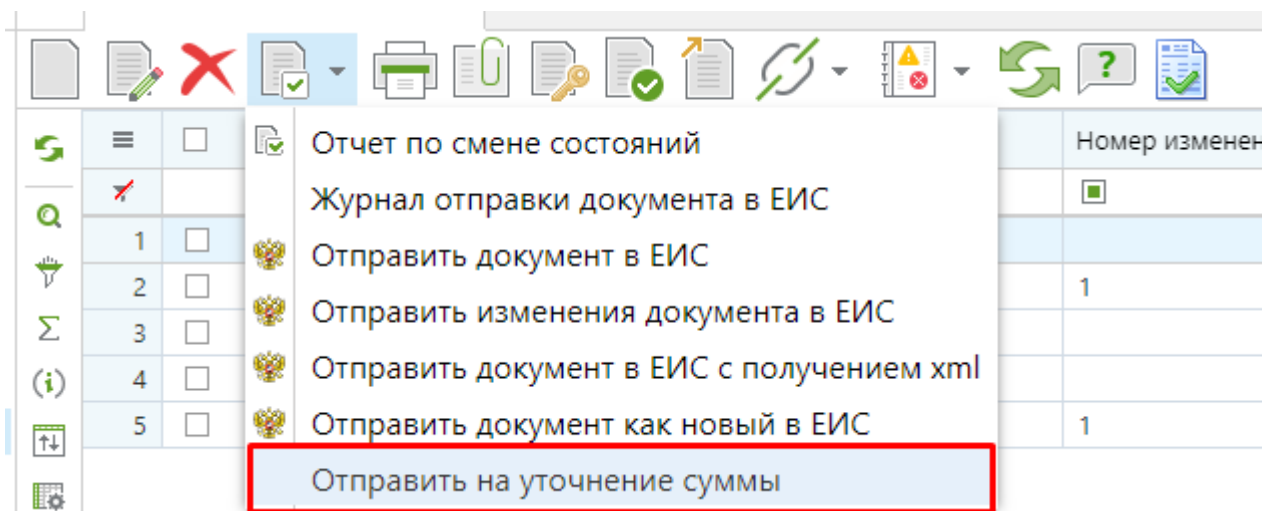 ?
Отчет по смене состояний
Номер изменен
Журнал отправки документа в ЕИС
1
Отправить документ в ЕИС
2
1
Отправить изменения документа в ЕИС
3
4
Отправить документ в ЕИС с получением xml
5
Отправить документ как новый в ЕИС
1
Отправить на уточнение суммы